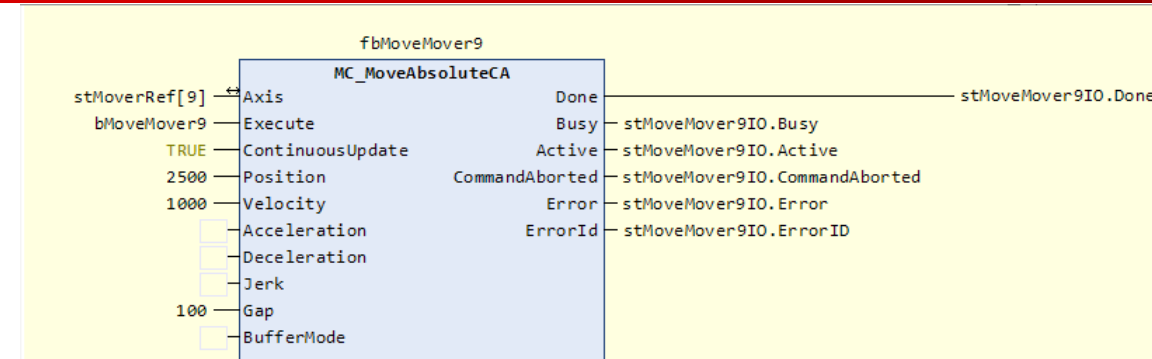 fbMoveMover9
MC_MoveAbsoluteCA
stMoverRef[9] Axis Done stMoveMover9IO.Done
bMoveMover9 Execute Busy stMoveMover9IO.Busy
TRUE ContinuousUpdate Active stMoveMover9IO.Active
2500 Position CommandAborted stMoveMover9IO.CommandAborted
1000 Velocity Error stMoveMover9IO.Error
Acceleration ErrorId stMoveMover9IO.ErrorID
Deceleration
Jerk
100 Gap
BufferMode